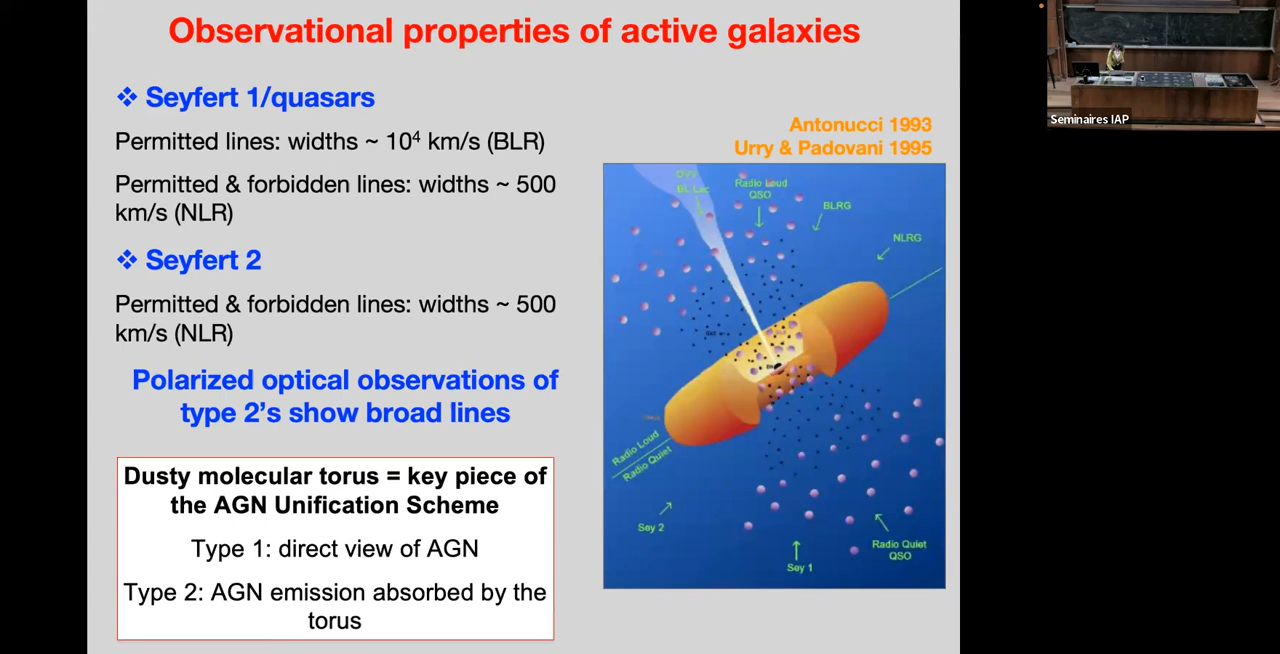 Observational properties of active galaxies
❖ Seyfert 1/quasars
Permitted lines: widths ~ 10⁴ km/s (BLR)
Permitted & forbidden lines: widths ~ 500
km/s (NLR)
❖ Seyfert 2
Permitted & forbidden lines: widths ~ 500
km/s (NLR)
Polarized optical observations of
type 2's show broad lines
Dusty molecular torus = key piece of
the AGN Unification Scheme
Type 1: direct view of AGN
Type 2: AGN emission absorbed by the
torus
Antonucci 1993
Urry & Padovani 1995
OVV
BL Lac
Radio Loud
QSO
BLRG
NLRG
Radio Loud
Radio Quiet
Sey 2
Sey 1
Radio Quiet
QSO
Seminaires IAP